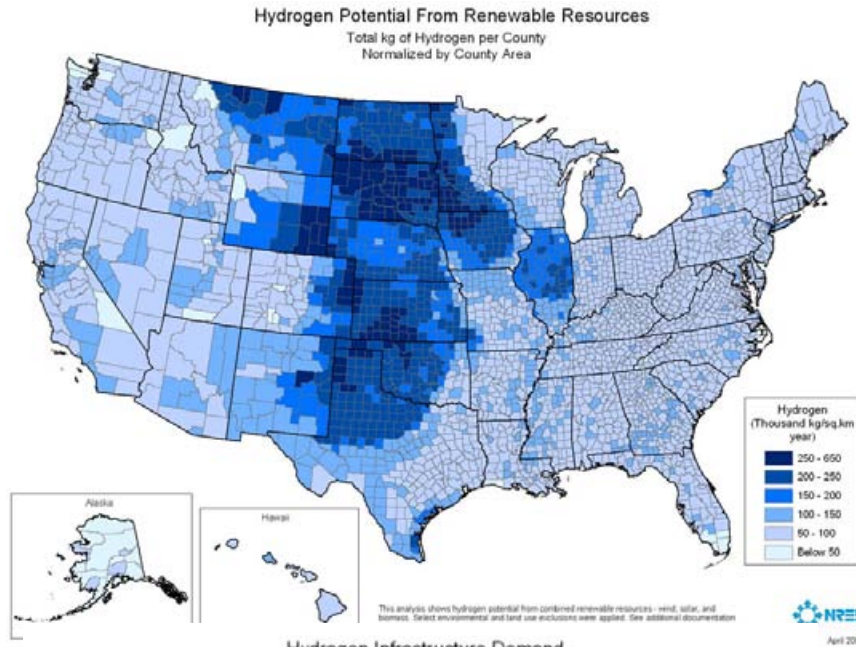 Hydrogen Potential From Renewable Resources
Total kg of Hydrogen per County
Normalized by County Area
Hydrogen
(Thousand kg/sq.km
year)
250 - 650
200 - 250
150 - 200
100 - 150
50 - 100
Below 50
Alaska
Hawaii
This analysis shows hydrogen potential from combined renewable resources - wind, solar, and
biomass. Select environmental and land use exclusions were applied. See additional documentation
NRE
Hydrogen Infrastructure Demand
April 20